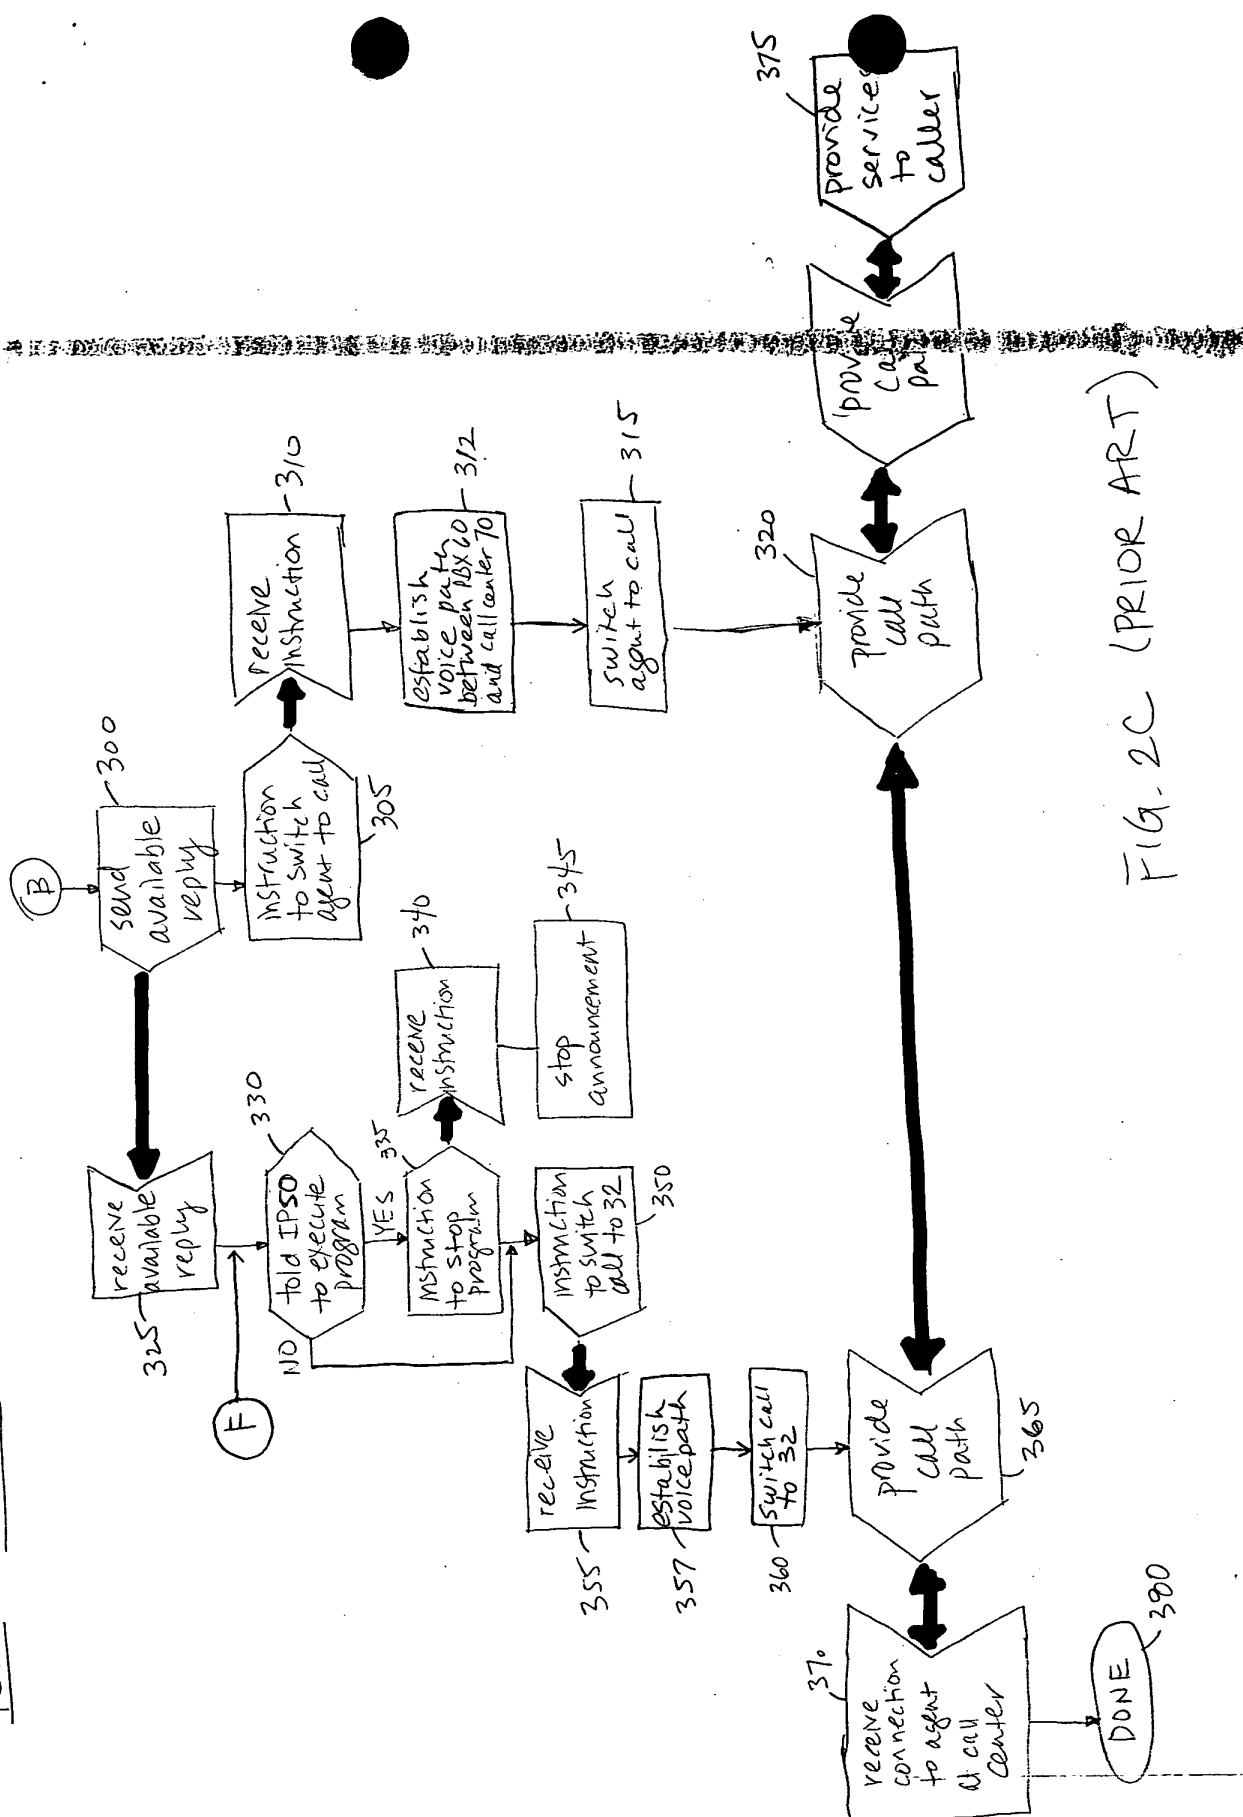 B
send
available
reply
300
instruction
to switch
agent to call
305
receive
instruction
310
establish
voice path
between PBX 60
and call center 70
312
switch
agent to call
315
provide
call
path
320
receive
available
reply
325
F
told IP50
to execute
program
330
YES
NO
instruction
to stop
program
335
receive
instruction
340
stop
announcement
345
instruction
to switch
call to 32
350
receive
instruction
355
establish
voice path
357
switch call
to 32
360
provide
call
path
365
receive
connection
to agent
at call
center
370
DONE
380
provide
services
to
caller
375
FIG. 2C (PRIOR ART)